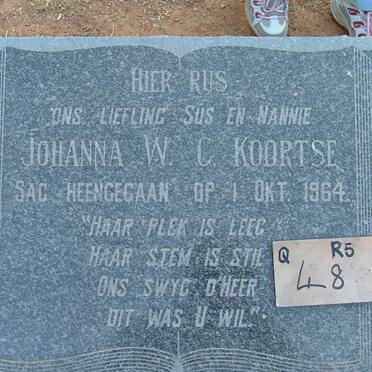 HIER RUS
ONS LIEFLING SUS EN NANNIE
JOHANNA W. C. KOORTSE
SAG HEENGEGAAN OP 1 OKT. 1964.
"HAAR PLEK IS LEEG
HAAR STEM IS STIL
ONS SWYG O'HEER
DIT WAS U WIL."
Q R5
48